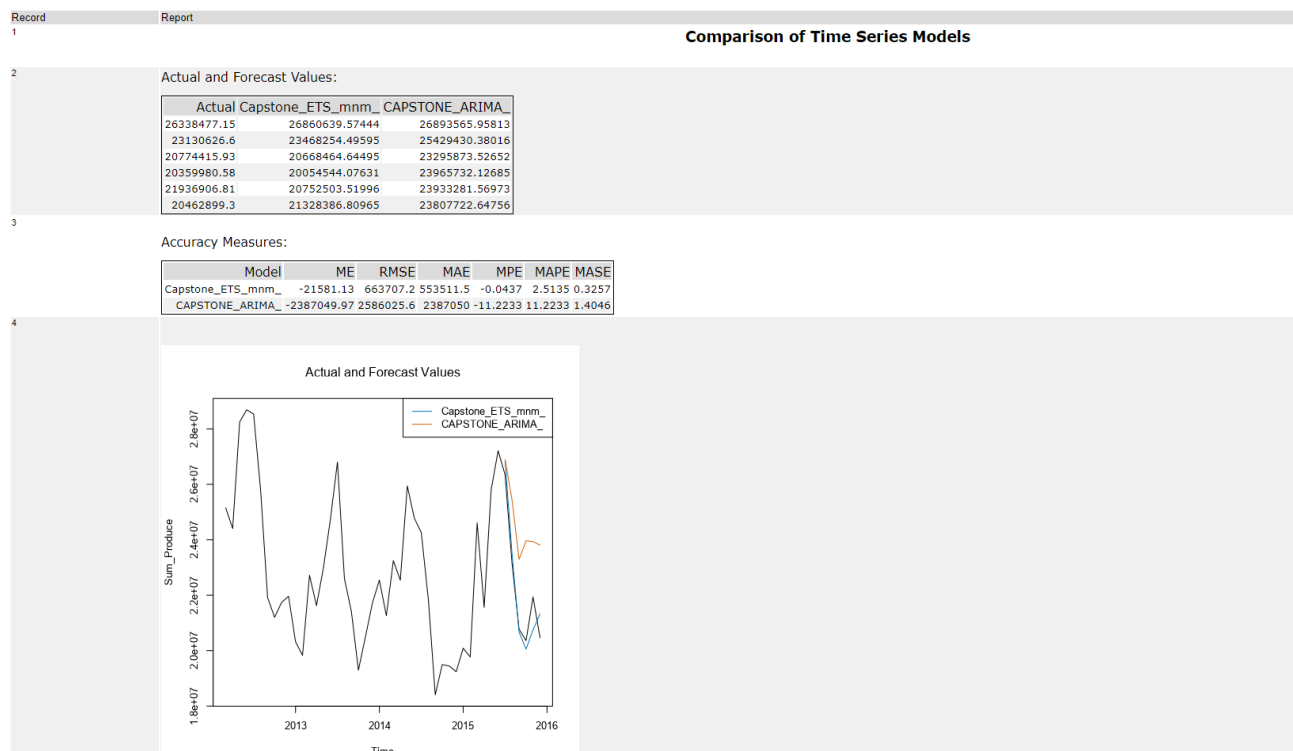 Record Report
1
Comparison of Time Series Models
2
Actual and Forecast Values:
Actual Capstone_ETS_mnm_ CAPSTONE_ARIMA_
26338477.15 26860639.57444 26893565.95813
23130626.6 23468254.49595 25429430.38016
20774415.93 20668464.64495 23295873.52652
20359980.58 20054544.07631 23965732.12685
21936906.81 20752503.51996 23933281.56973
20462899.3 21328386.80965 23807722.64756
3
Accuracy Measures:
Model ME RMSE MAE MPE MAPE MASE
Capstone_ETS_mnm_ -21581.13 663707.2 553511.5 -0.0437 2.5135 0.3257
CAPSTONE_ARIMA_ -2387049.97 2586025.6 2387050 -11.2233 11.2233 1.4046
4
Actual and Forecast Values
Capstone_ETS_mnm_
CAPSTONE_ARIMA_
2.8e+07
2.6e+07
2.4e+07
2.2e+07
2.0e+07
1.8e+07
Sum_Produce
2013 2014 2015 2016
Time